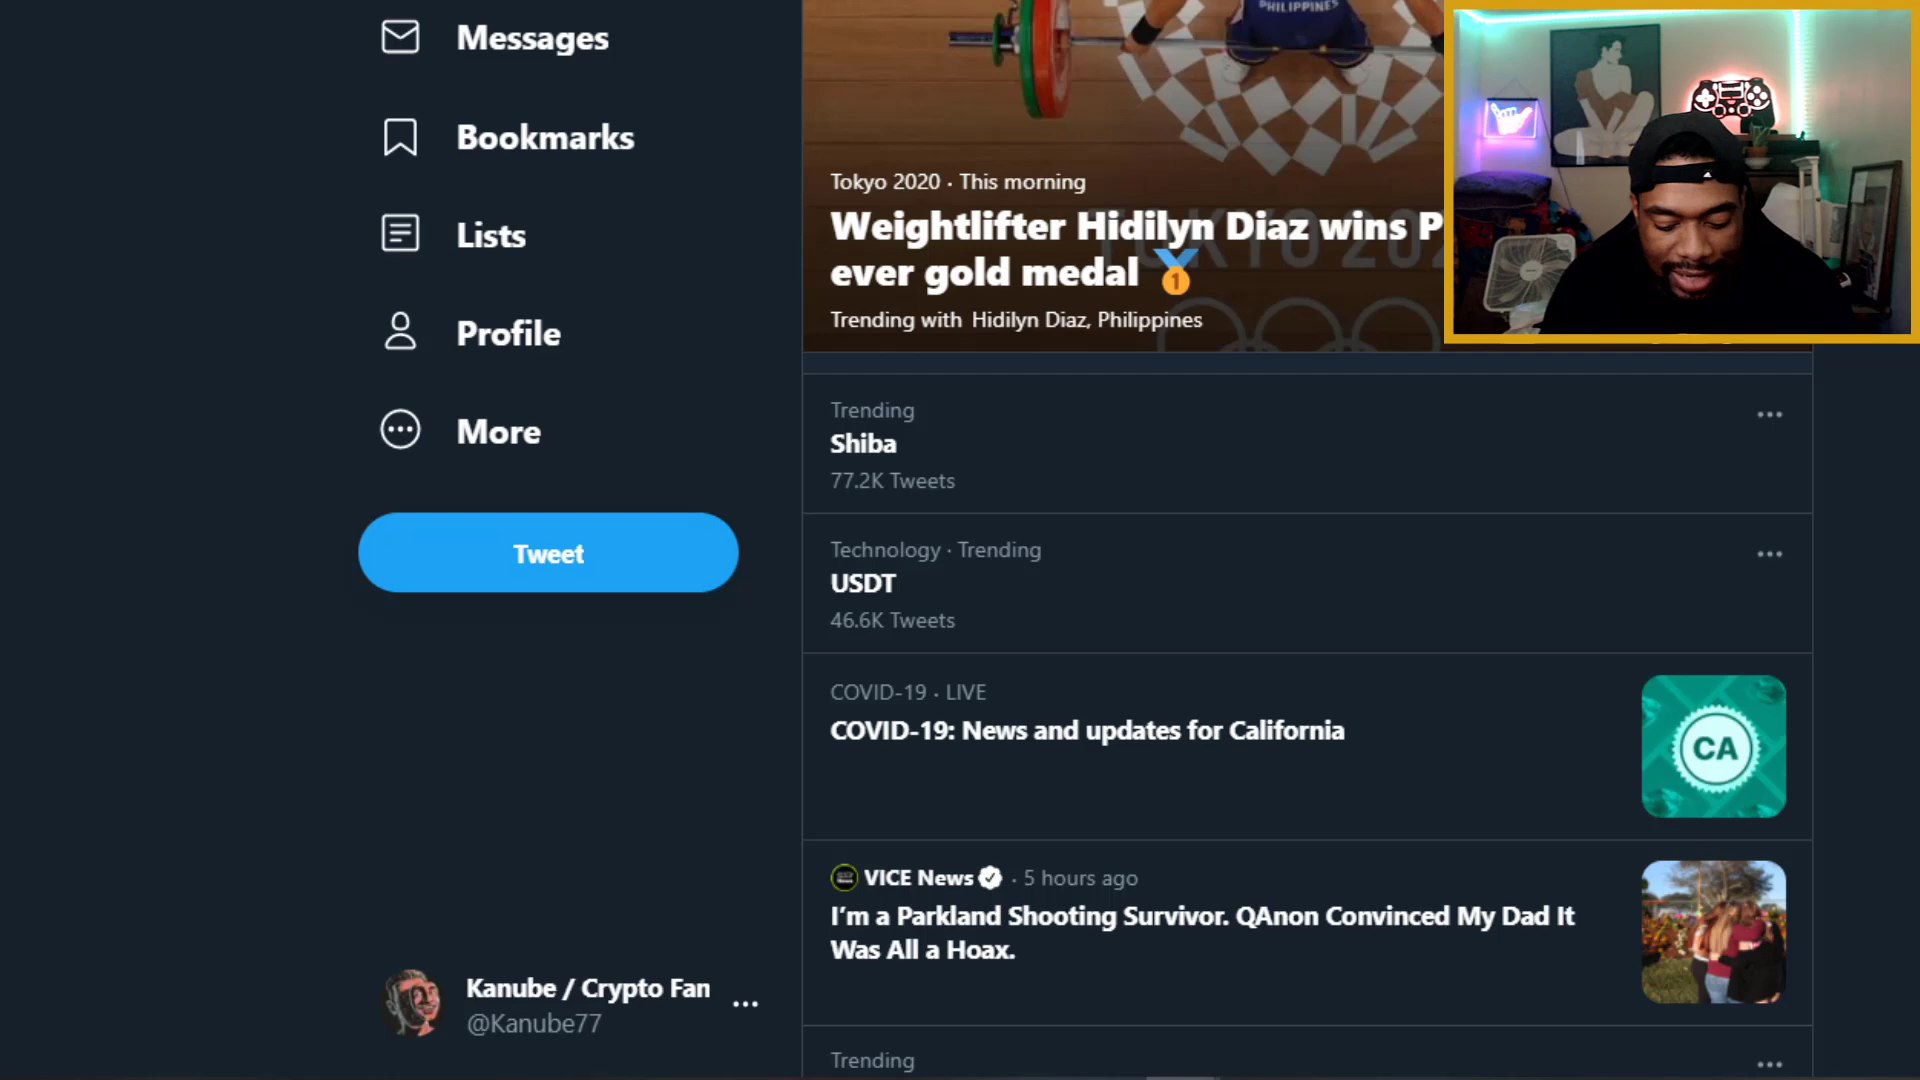 Messages
Bookmarks
Lists
Profile
More
Tweet
Kanube / Crypto Fan
@Kanube77
PHILIPPINES
Tokyo 2020 · This morning
Weightlifter Hidilyn Diaz wins P
ever gold medal 🥇
Trending with Hidilyn Diaz, Philippines
Trending
Shiba
77.2K Tweets
Technology · Trending
USDT
46.6K Tweets
COVID-19 · LIVE
COVID-19: News and updates for California
CA
VICE News · 5 hours ago
I’m a Parkland Shooting Survivor. QAnon Convinced My Dad It
Was All a Hoax.
Trending